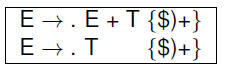 E → . E + T {$)+}
E → . T {$)+}